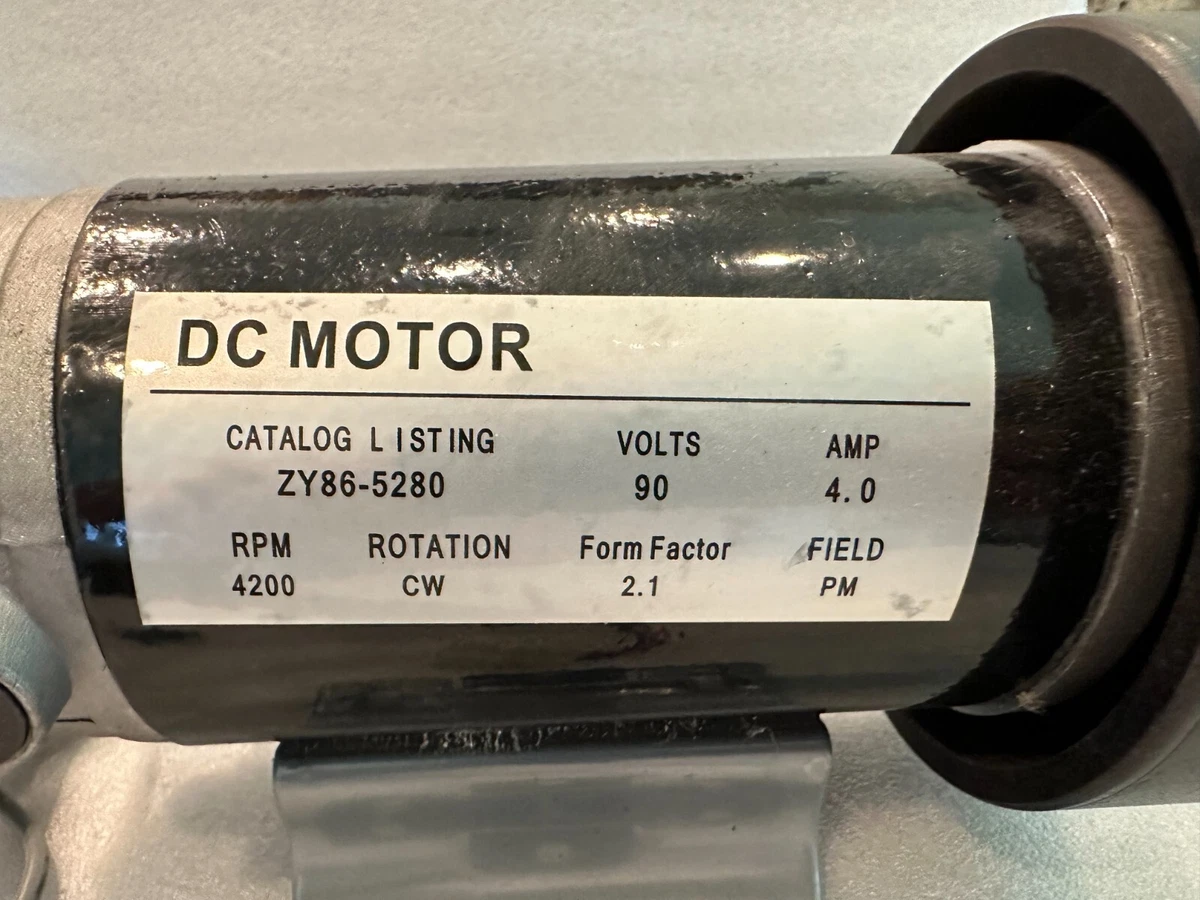 DC MOTOR
CATALOG LISTING VOLTS AMP
ZY86-5280 90 4.0
RPM ROTATION Form Factor FIELD
4200 CW 2.1 PM